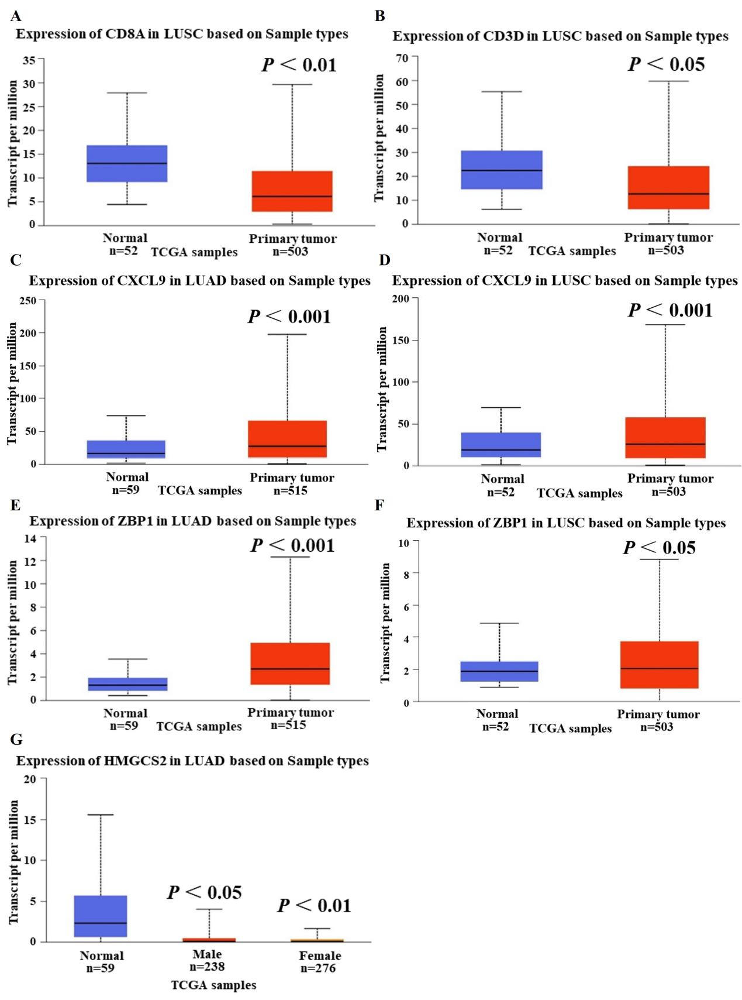 A
Expression of CD8A in LUSC based on Sample types
P < 0.01
35
30
25
20
15
10
5
0
Transcript per million
Normal
n=52
TCGA samples
Primary tumor
n=503
B
Expression of CD3D in LUSC based on Sample types
P < 0.05
70
60
50
40
30
20
10
0
Transcript per million
Normal
n=52
TCGA samples
Primary tumor
n=503
C
Expression of CXCL9 in LUAD based on Sample types
P < 0.001
250
200
150
100
50
0
Transcript per million
Normal
n=59
TCGA samples
Primary tumor
n=515
D
Expression of CXCL9 in LUSC based on Sample types
P < 0.001
200
150
100
50
0
Transcript per million
Normal
n=52
TCGA samples
Primary tumor
n=503
E
Expression of ZBP1 in LUAD based on Sample types
P < 0.001
14
12
10
8
6
4
2
0
Transcript per million
Normal
n=59
TCGA samples
Primary tumor
n=515
F
Expression of ZBP1 in LUSC based on Sample types
P < 0.05
10
8
6
4
2
0
Transcript per million
Normal
n=52
TCGA samples
Primary tumor
n=503
G
Expression of HMGCS2 in LUAD based on Sample types
20
15
10
5
0
Transcript per million
P < 0.05
P < 0.01
Normal
n=59
Male
n=238
Female
n=276
TCGA samples